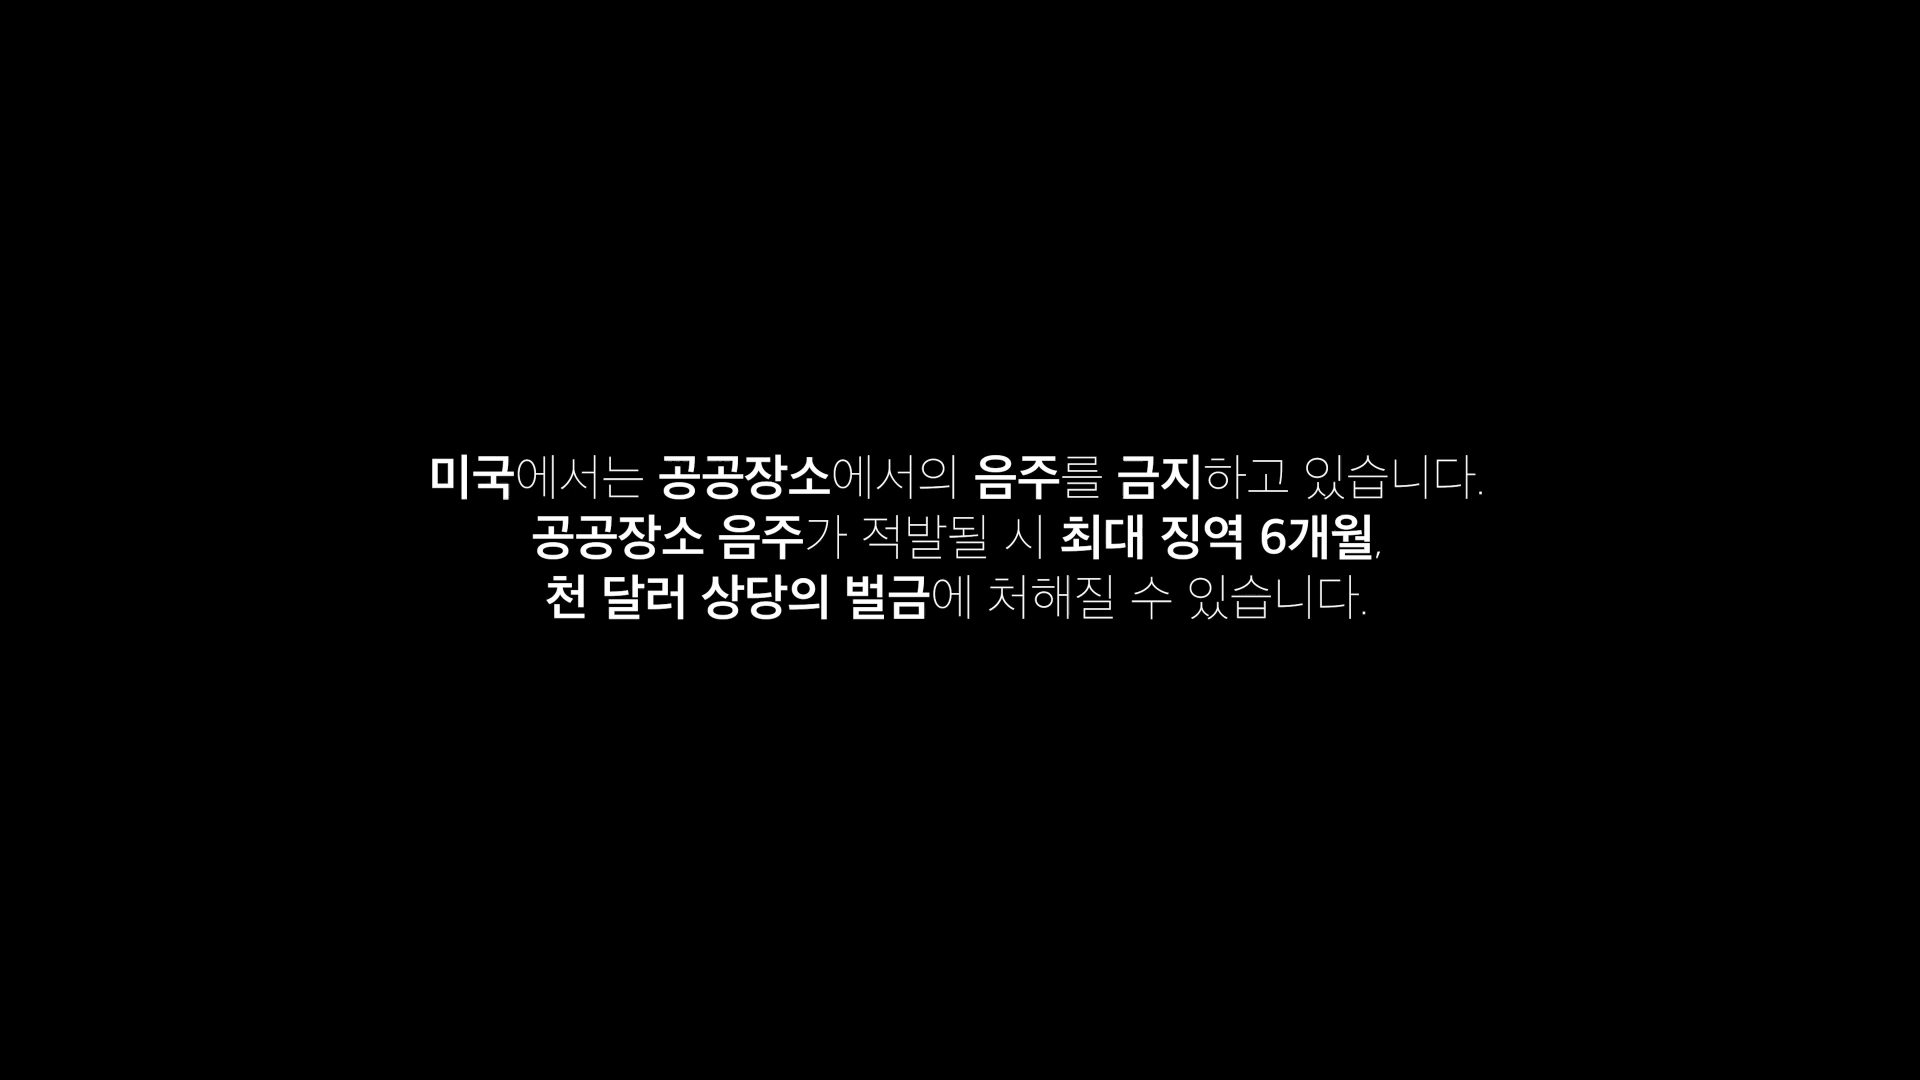 미국에서는 공공장소에서의 음주를 금지하고 있습니다.
공공장소 음주가 적발될 시 최대 징역 6개월,
천 달러 상당의 벌금에 처해질 수 있습니다.